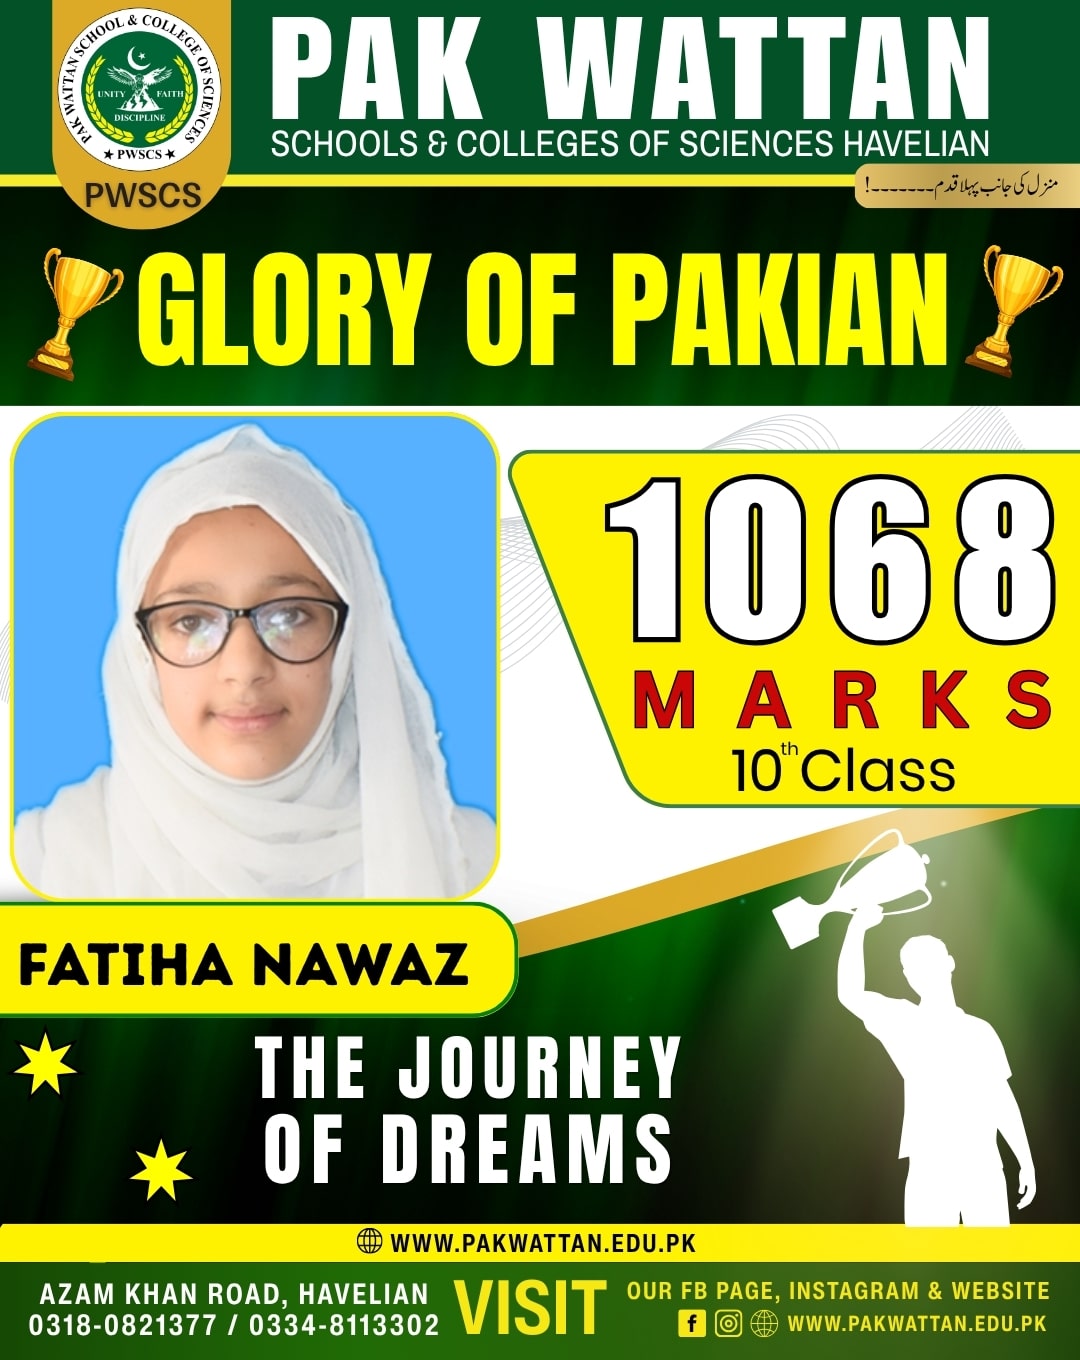 PAK WATTAN SCHOOL & COLLEGE OF SCIENCES
UNITY FAITH
DISCIPLINE
★ PWSCS ★
PWSCS
PAK WATTAN
SCHOOLS & COLLEGES OF SCIENCES HAVELIAN
منزل کی جانب پہلا قدم.......!
GLORY OF PAKIAN
1068
MARKS
10th Class
FATIHA NAWAZ
THE JOURNEY
OF DREAMS
WWW.PAKWATTAN.EDU.PK
AZAM KHAN ROAD, HAVELIAN
0318-0821377 / 0334-8113302
VISIT
OUR FB PAGE, INSTAGRAM & WEBSITE
WWW.PAKWATTAN.EDU.PK